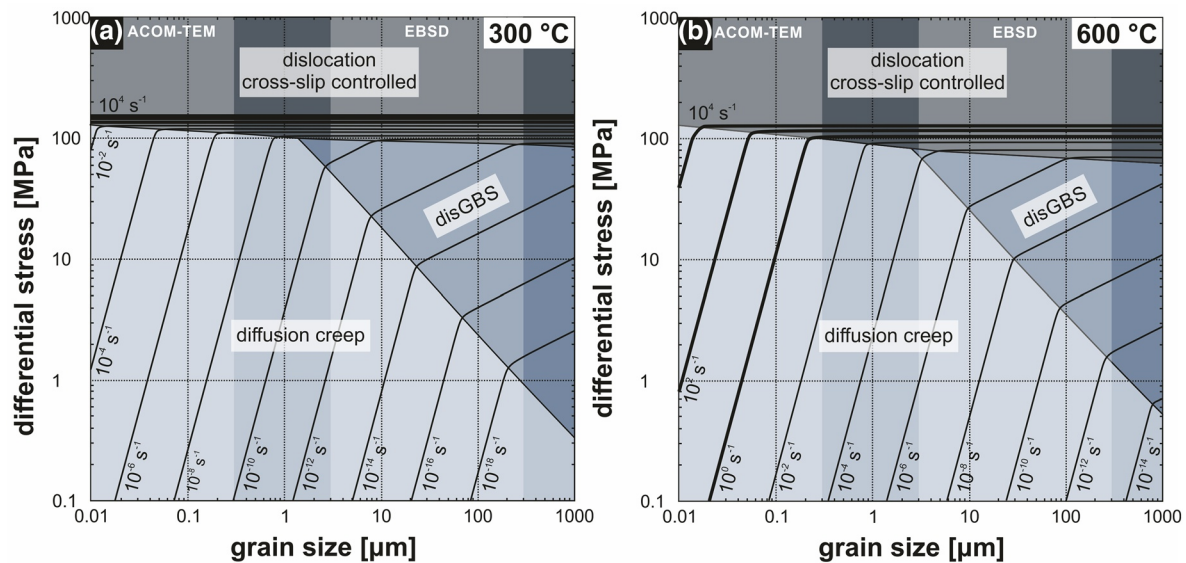 differential stress [MPa]
1000
100
10
1
0.1
(a)
ACOM-TEM
EBSD
300 °C
dislocation
cross-slip controlled
10⁴ s⁻¹
10⁻² s⁻¹
disGBS
diffusion creep
10⁻⁴ s⁻¹
10⁻⁶ s⁻¹
10⁻⁸ s⁻¹
10⁻¹⁰ s⁻¹
10⁻¹² s⁻¹
10⁻¹⁴ s⁻¹
10⁻¹⁶ s⁻¹
10⁻¹⁸ s⁻¹
0.01
0.1
1
10
100
1000
grain size [µm]
differential stress [MPa]
1000
100
10
1
0.1
(b)
ACOM-TEM
EBSD
600 °C
dislocation
cross-slip controlled
10⁴ s⁻¹
disGBS
diffusion creep
10² s⁻¹
10⁰ s⁻¹
10⁻² s⁻¹
10⁻⁴ s⁻¹
10⁻⁶ s⁻¹
10⁻⁸ s⁻¹
10⁻¹⁰ s⁻¹
10⁻¹² s⁻¹
10⁻¹⁴ s⁻¹
0.01
0.1
1
10
100
1000
grain size [µm]